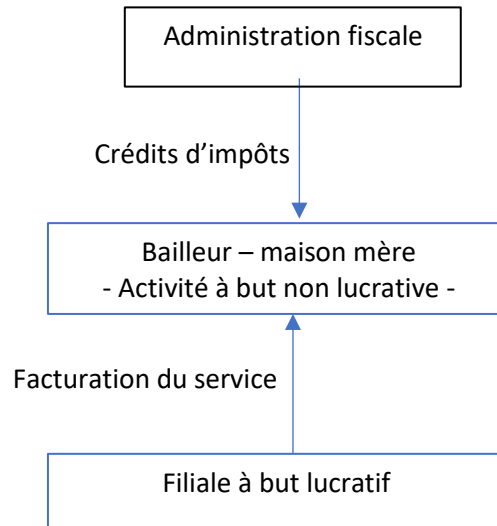 Administration fiscale
Crédits d’impôts
Bailleur – maison mère
- Activité à but non lucrative -
Facturation du service
Filiale à but lucratif